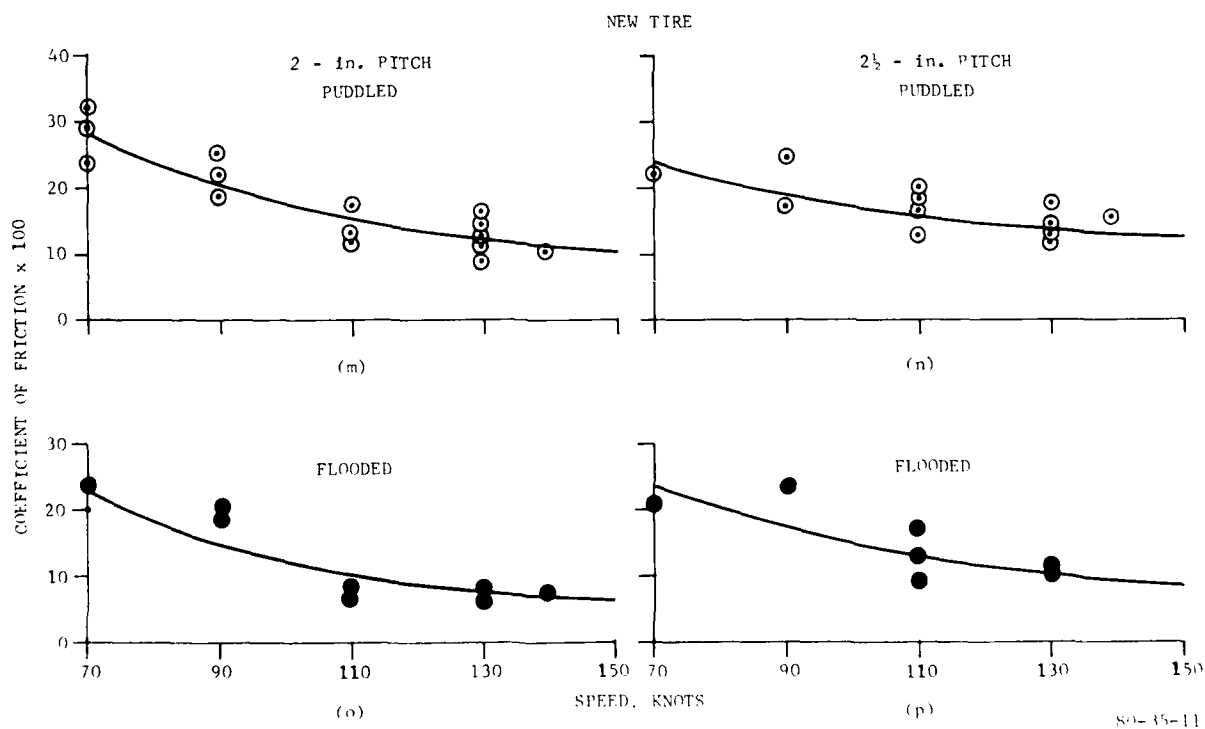 NEW TIRE
2 - in. PITCH
PUDDLED
2½ - in. PITCH
PUDDLED
40
30
20
10
0
(m)
(n)
COEFFICIENT OF FRICTION x 100
FLOODED
FLOODED
30
20
10
0
70 90 110 130 150 70 90 110 130 150
SPEED, KNOTS
(o)
(p)
80-35-11